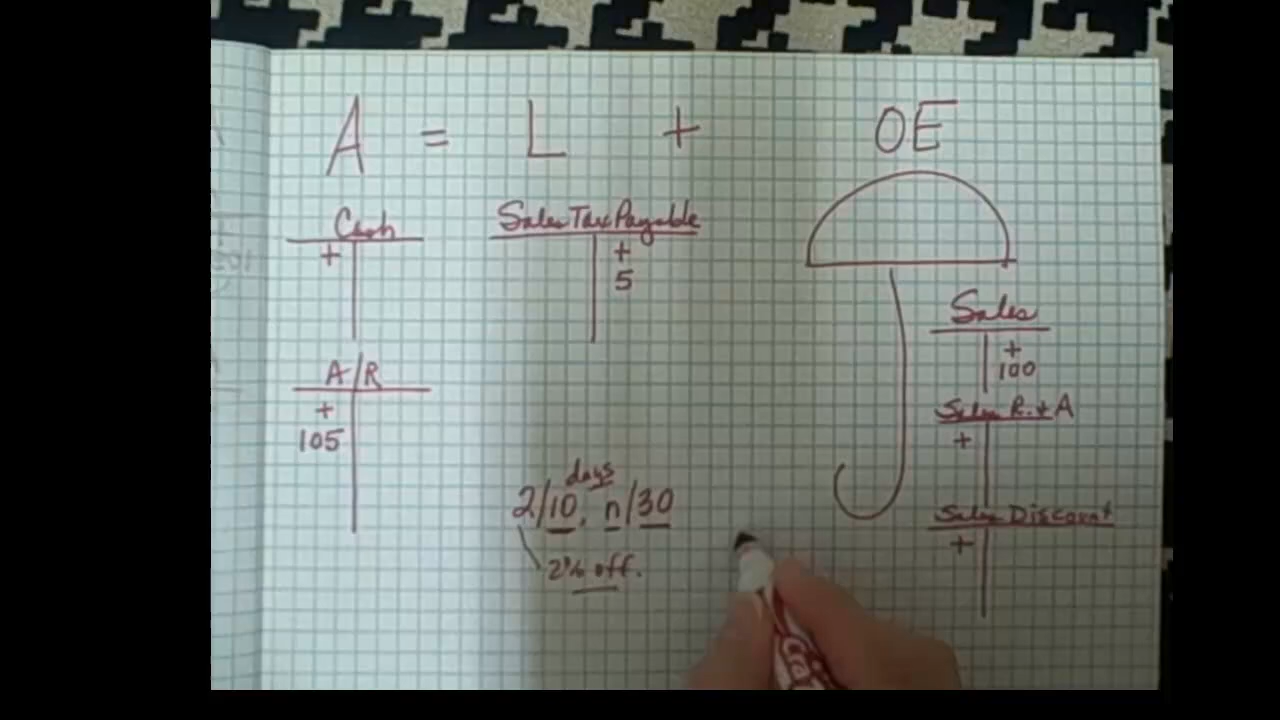 A = L + OE
Cash
+
Sales Tax Payable
+
5
A/R
+
105
Sales
+
100
Sales R. + A
+
Sales Discount
+
days
2/10, n/30
2% off.